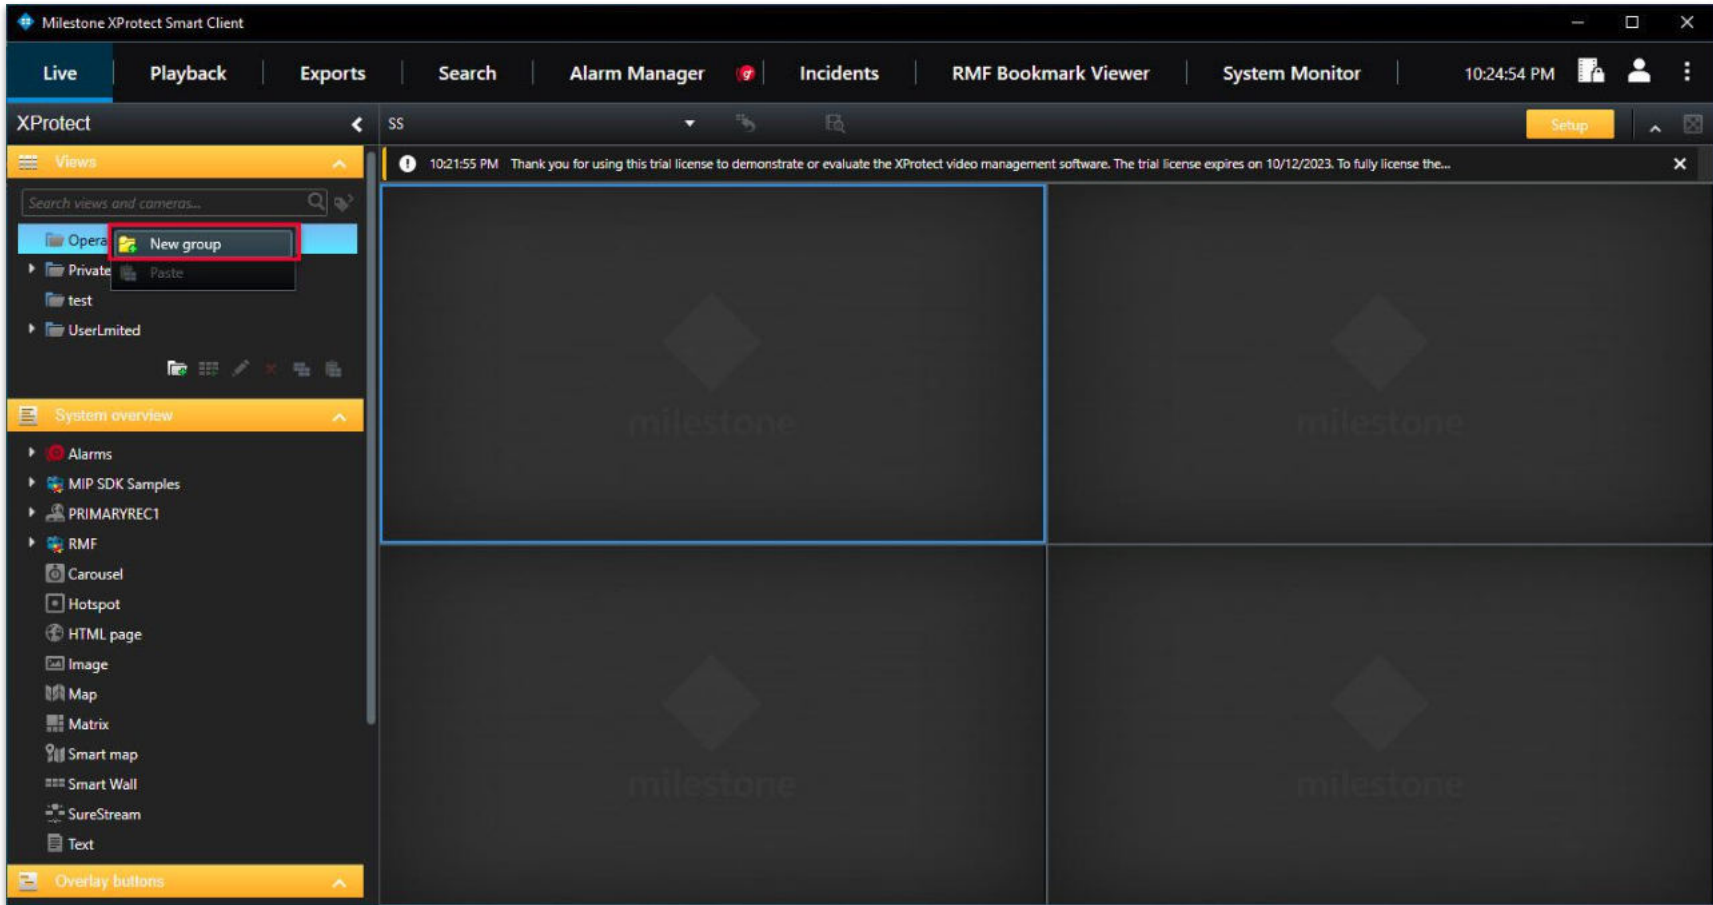 Milestone XProtect Smart Client
Live Playback Exports Search Alarm Manager Incidents RMF Bookmark Viewer System Monitor 10:24:54 PM
XProtect SS Setup
Views
10:21:55 PM Thank you for using this trial license to demonstrate or evaluate the XProtect video management software. The trial license expires on 10/12/2023. To fully license the...
Search views and cameras...
Opera
New group
Private
Paste
test
UserLmited
System overview
Alarms
MIP SDK Samples
PRIMARYREC1
RMF
Carousel
Hotspot
HTML page
Image
Map
Matrix
Smart map
Smart Wall
SureStream
Text
Overlay buttons
milestone
milestone
milestone
milestone